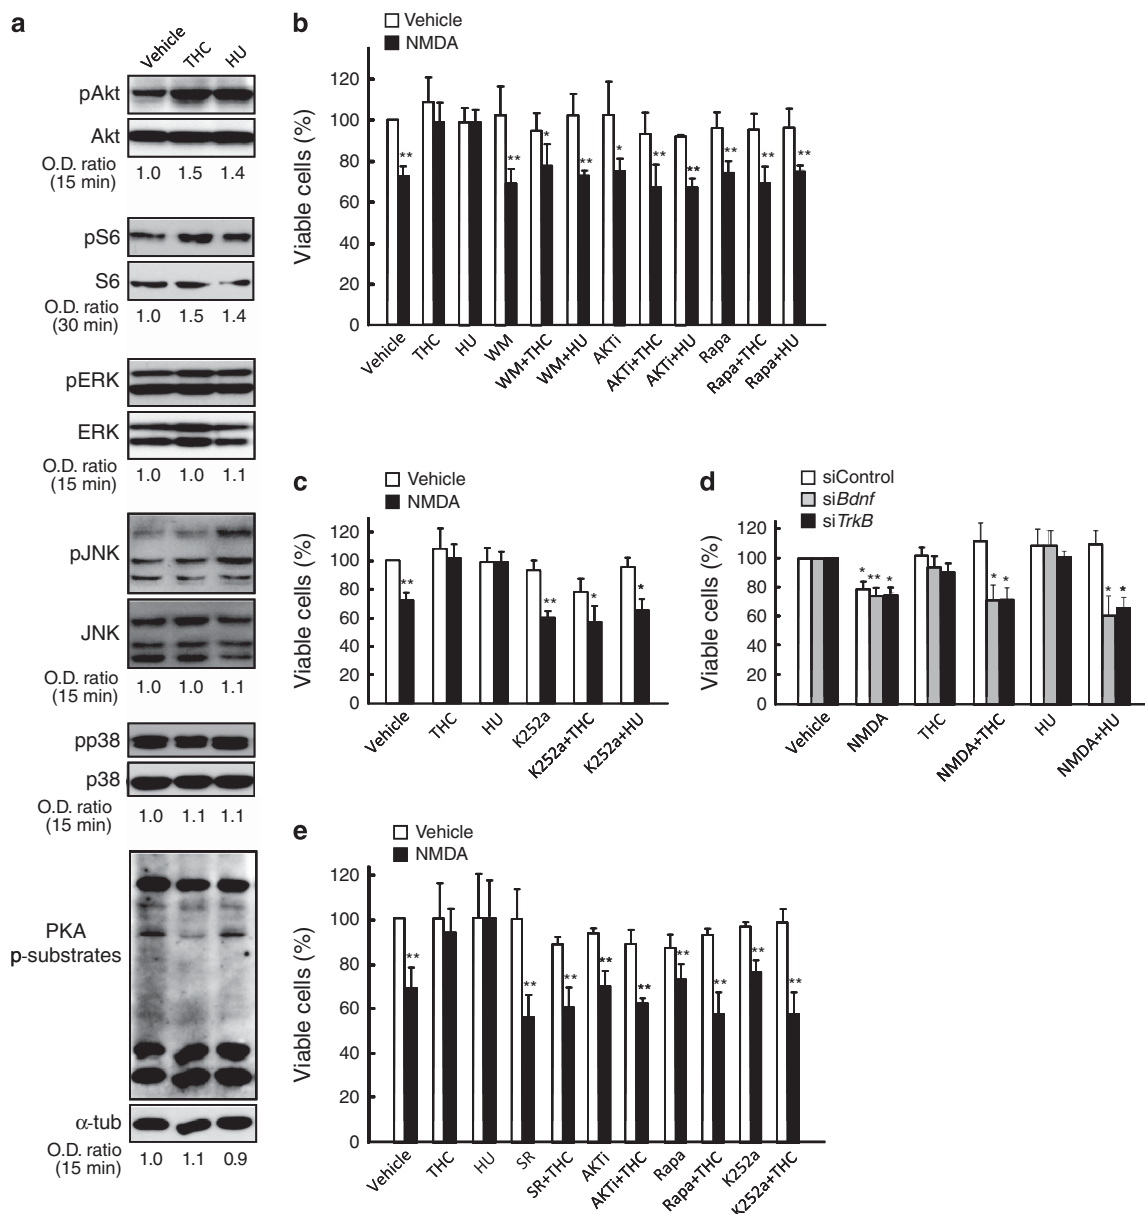 a
Vehicle
THC
HU
pAkt
Akt
O.D. ratio
(15 min)
1.0 1.5 1.4
pS6
S6
O.D. ratio
(30 min)
1.0 1.5 1.4
pERK
ERK
O.D. ratio
(15 min)
1.0 1.0 1.1
pJNK
JNK
O.D. ratio
(15 min)
1.0 1.0 1.1
pp38
p38
O.D. ratio
(15 min)
1.0 1.1 1.1
PKA
p-substrates
α-tub
O.D. ratio
(15 min)
1.0 1.1 0.9
b
Vehicle
NMDA
Viable cells (%)
120
100
80
60
40
20
0
** ** * ** * ** ** ** ** **
Vehicle
THC
HU
WM
WM+THC
WM+HU
AKTi
AKTi+THC
AKTi+HU
Rapa
Rapa+THC
Rapa+HU
c
Vehicle
NMDA
Viable cells (%)
120
100
80
60
40
20
0
** ** * *
Vehicle
THC
HU
K252a
K252a+THC
K252a+HU
d
siControl
siBdnf
siTrkB
Viable cells (%)
120
100
80
60
40
20
0
* ** * * * * *
Vehicle
NMDA
THC
NMDA+THC
HU
NMDA+HU
e
Vehicle
NMDA
Viable cells (%)
120
100
80
60
40
20
0
** ** ** ** ** ** ** ** **
Vehicle
THC
HU
SR
SR+THC
AKTi
AKTi+THC
Rapa
Rapa+THC
K252a
K252a+THC